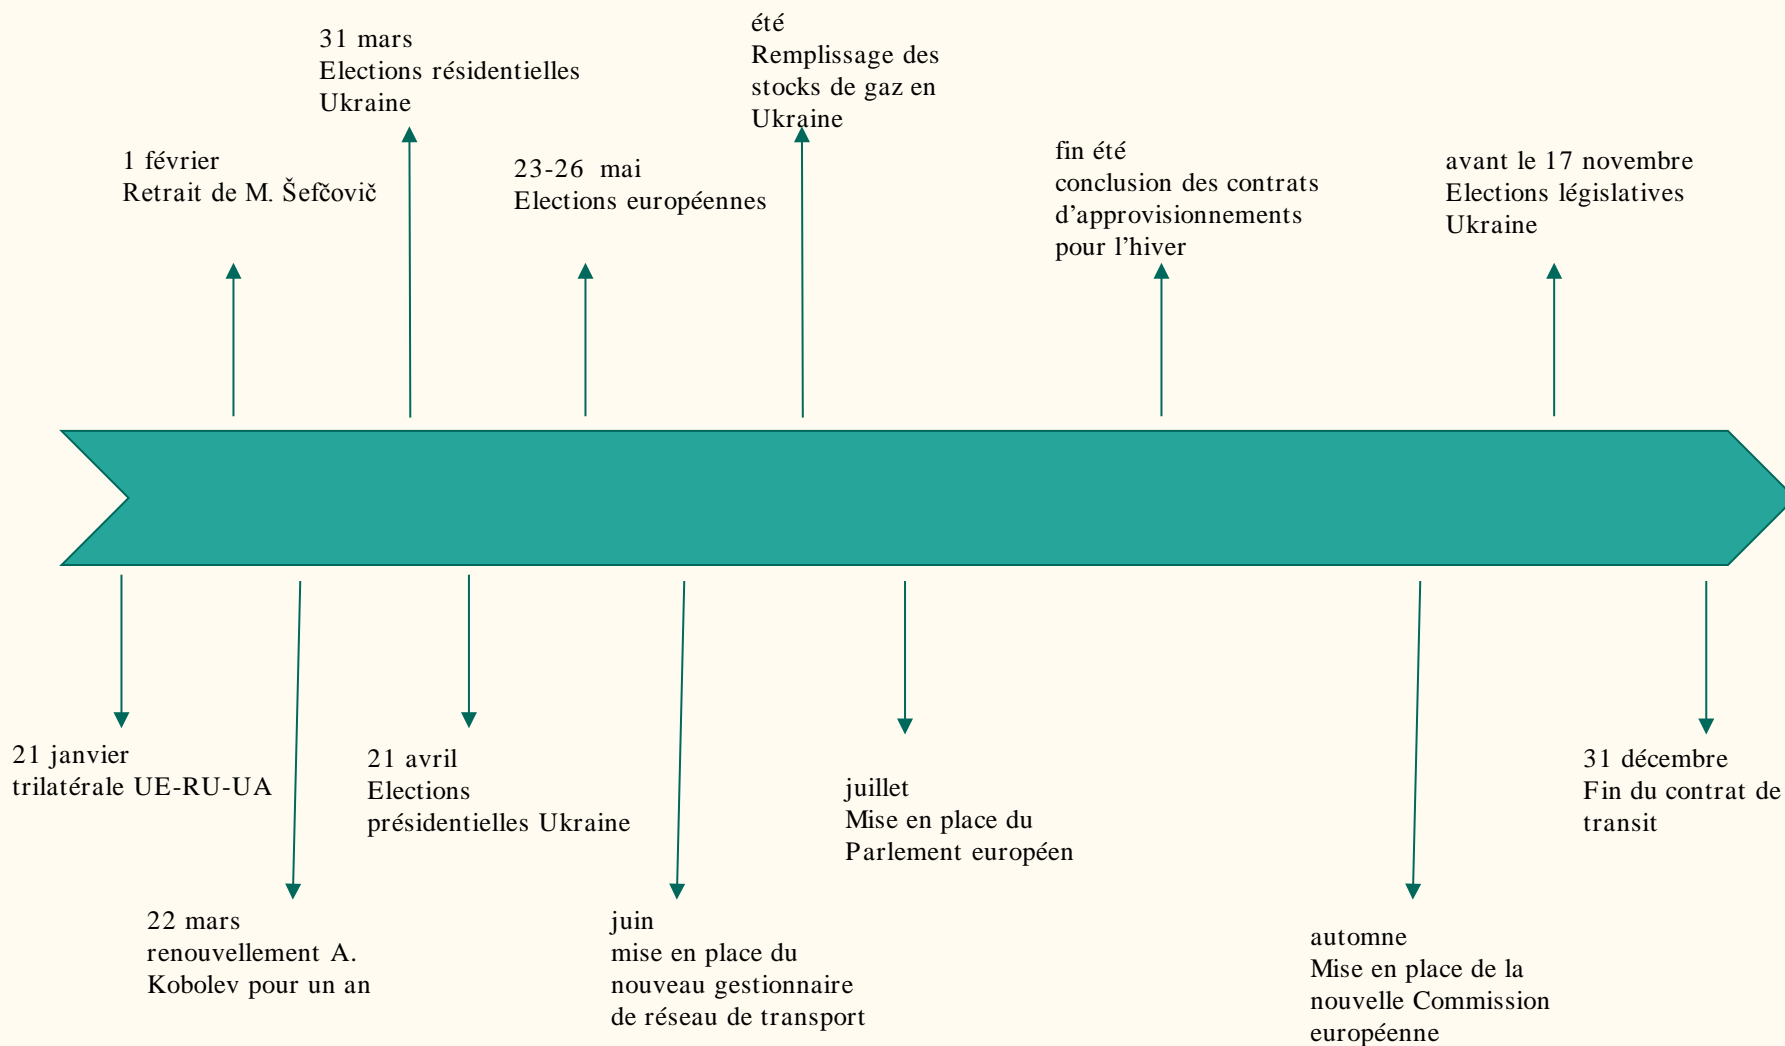 31 mars
Elections résidentielles
Ukraine
été
Remplissage des
stocks de gaz en
Ukraine
1 février
Retrait de M. Šefčovič
23-26 mai
Elections européennes
fin été
conclusion des contrats
d’approvisionnements
pour l’hiver
avant le 17 novembre
Elections législatives
Ukraine
21 janvier
trilatérale UE-RU-UA
21 avril
Elections
présidentielles Ukraine
juillet
Mise en place du
Parlement européen
31 décembre
Fin du contrat de
transit
22 mars
renouvellement A.
Kobolev pour un an
juin
mise en place du
nouveau gestionnaire
de réseau de transport
automne
Mise en place de la
nouvelle Commission
européenne